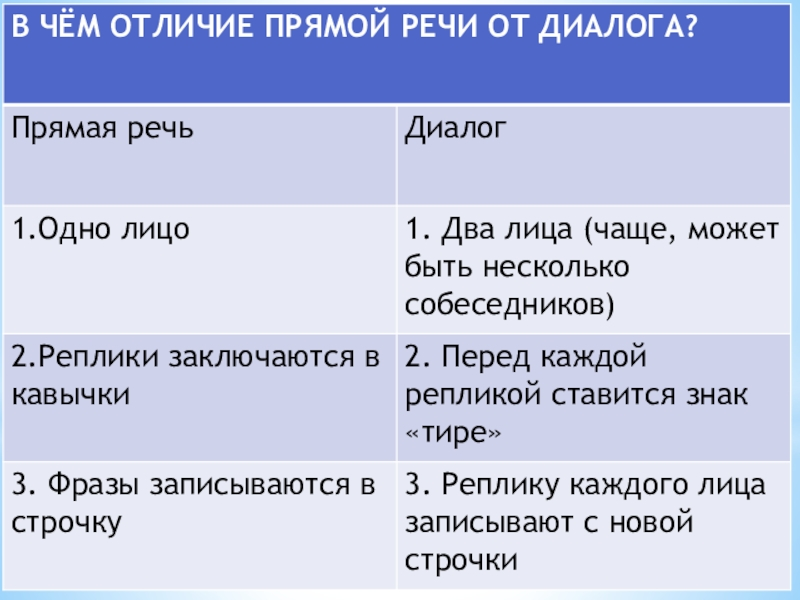 В ЧЁМ ОТЛИЧИЕ ПРЯМОЙ РЕЧИ ОТ ДИАЛОГА?
Прямая речь
Диалог
1.Одно лицо
1. Два лица (чаще, может
быть несколько
собеседников)
2.Реплики заключаются в
кавычки
2. Перед каждой
репликой ставится знак
«тире»
3. Фразы записываются в
строчку
3. Реплику каждого лица
записывают с новой
строчки